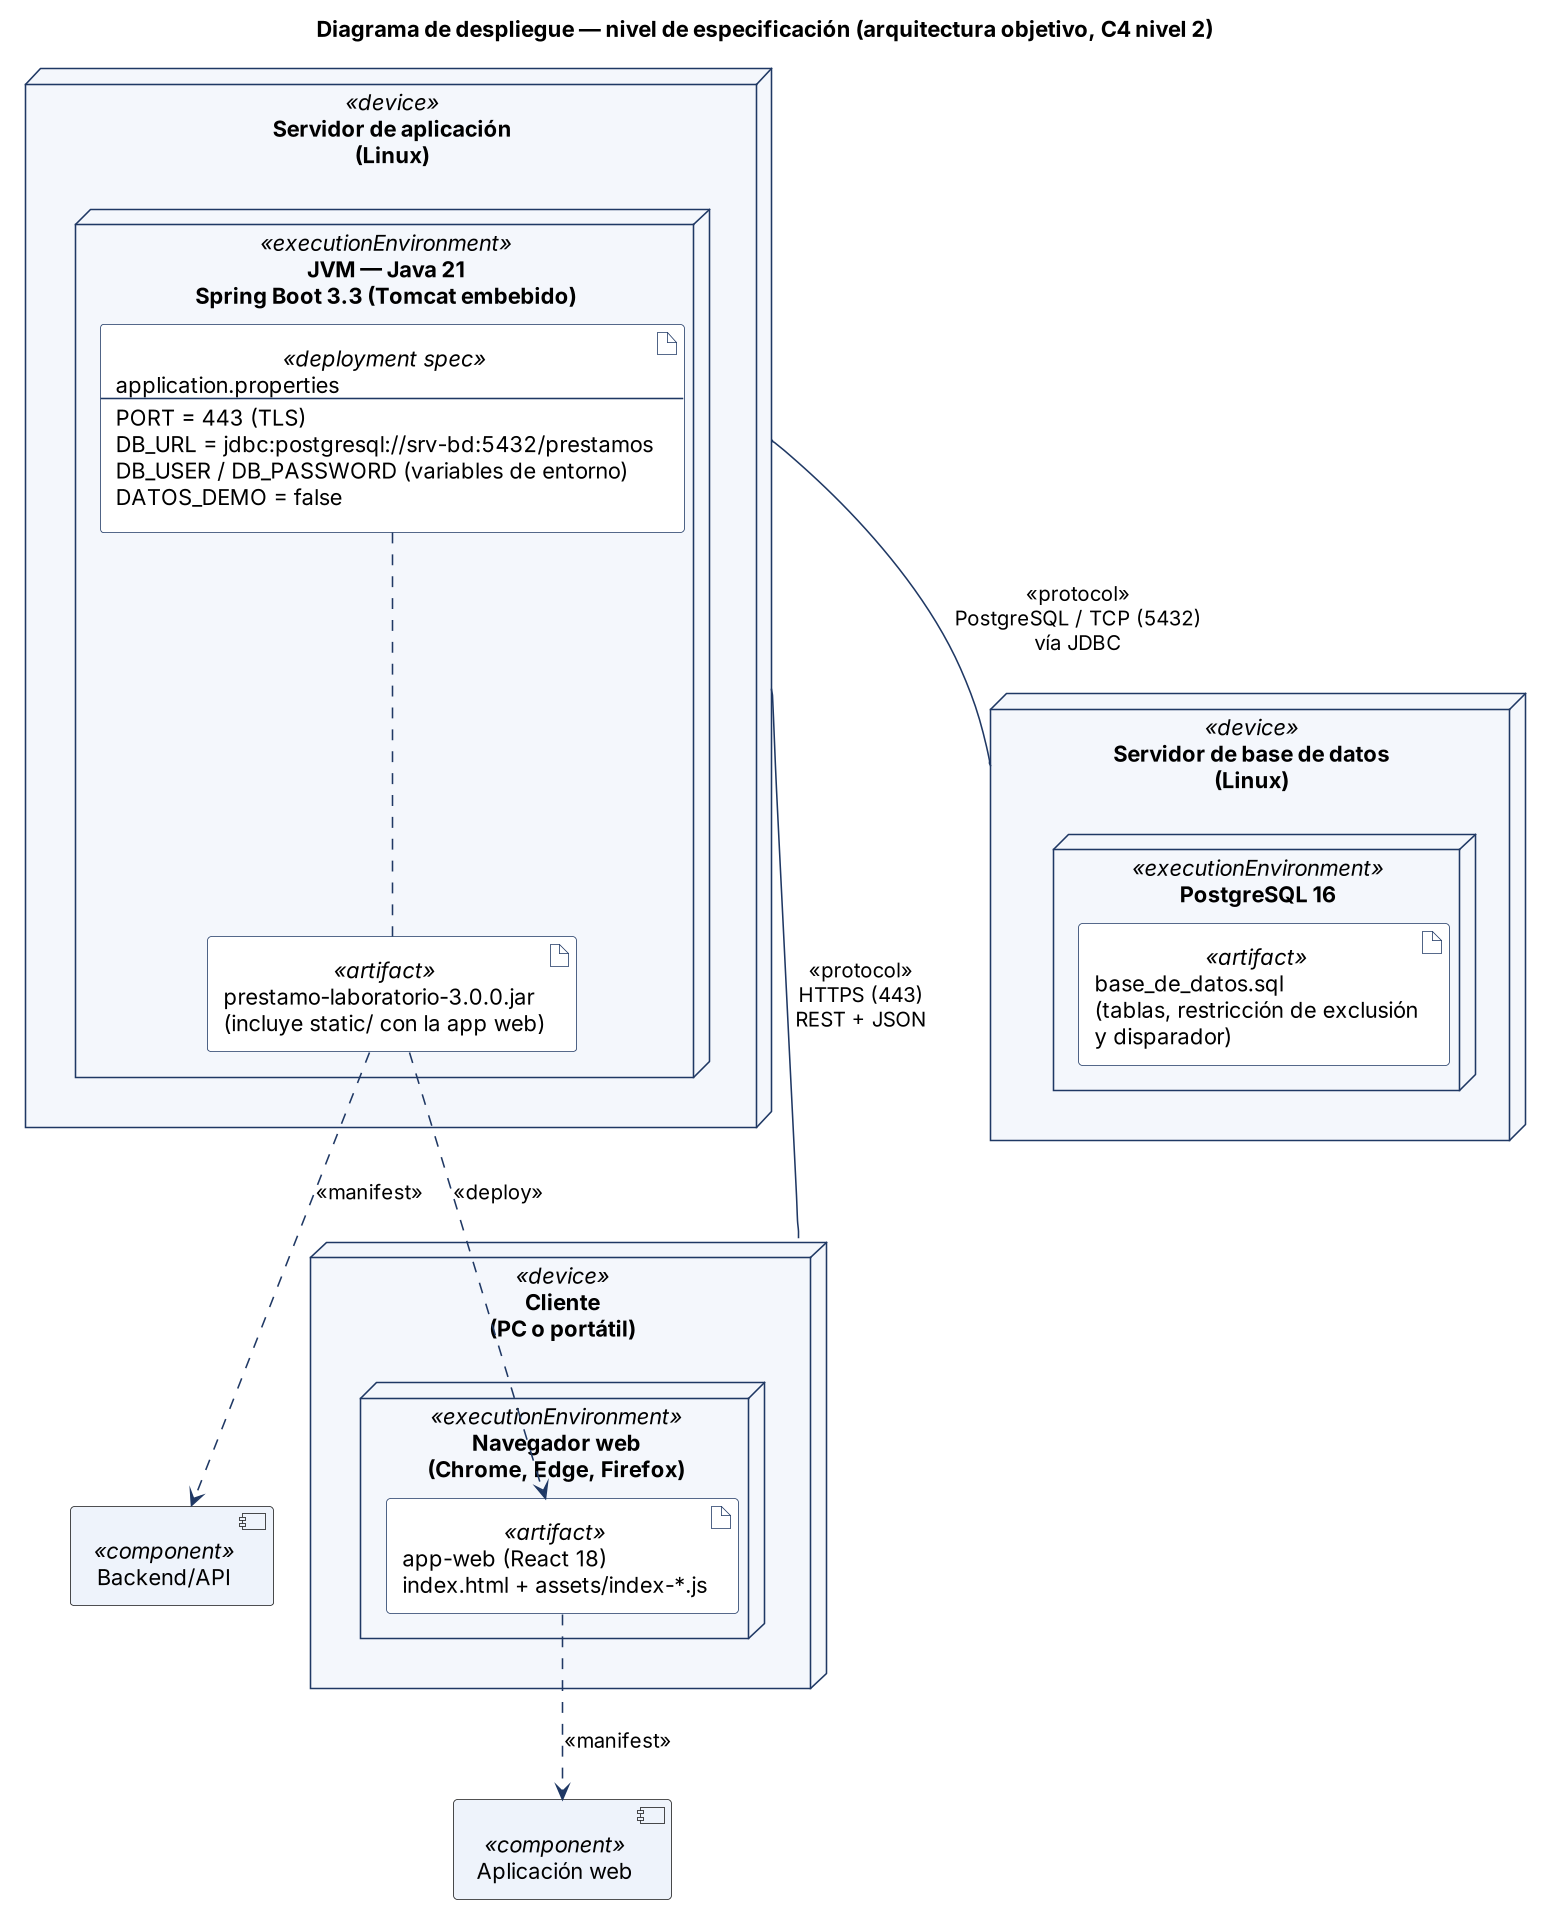 Diagrama de despliegue — nivel de especificación (arquitectura objetivo, C4 nivel 2)
«device»
Servidor de aplicación
(Linux)
«executionEnvironment»
JVM — Java 21
Spring Boot 3.3 (Tomcat embebido)
«deployment spec»
application.properties
PORT = 443 (TLS)
DB_URL = jdbc:postgresql://srv-bd:5432/prestamos
DB_USER / DB_PASSWORD (variables de entorno)
DATOS_DEMO = false
«protocol»
PostgreSQL / TCP (5432)
vía JDBC
«device»
Servidor de base de datos
(Linux)
«executionEnvironment»
PostgreSQL 16
«artifact»
base_de_datos.sql
(tablas, restricción de exclusión
y disparador)
«artifact»
prestamo-laboratorio-3.0.0.jar
(incluye static/ con la app web)
«protocol»
HTTPS (443)
REST + JSON
«manifest»
«deploy»
«device»
Cliente
(PC o portátil)
«executionEnvironment»
Navegador web
(Chrome, Edge, Firefox)
«artifact»
app-web (React 18)
index.html + assets/index-*.js
«component»
Backend/API
«manifest»
«component»
Aplicación web